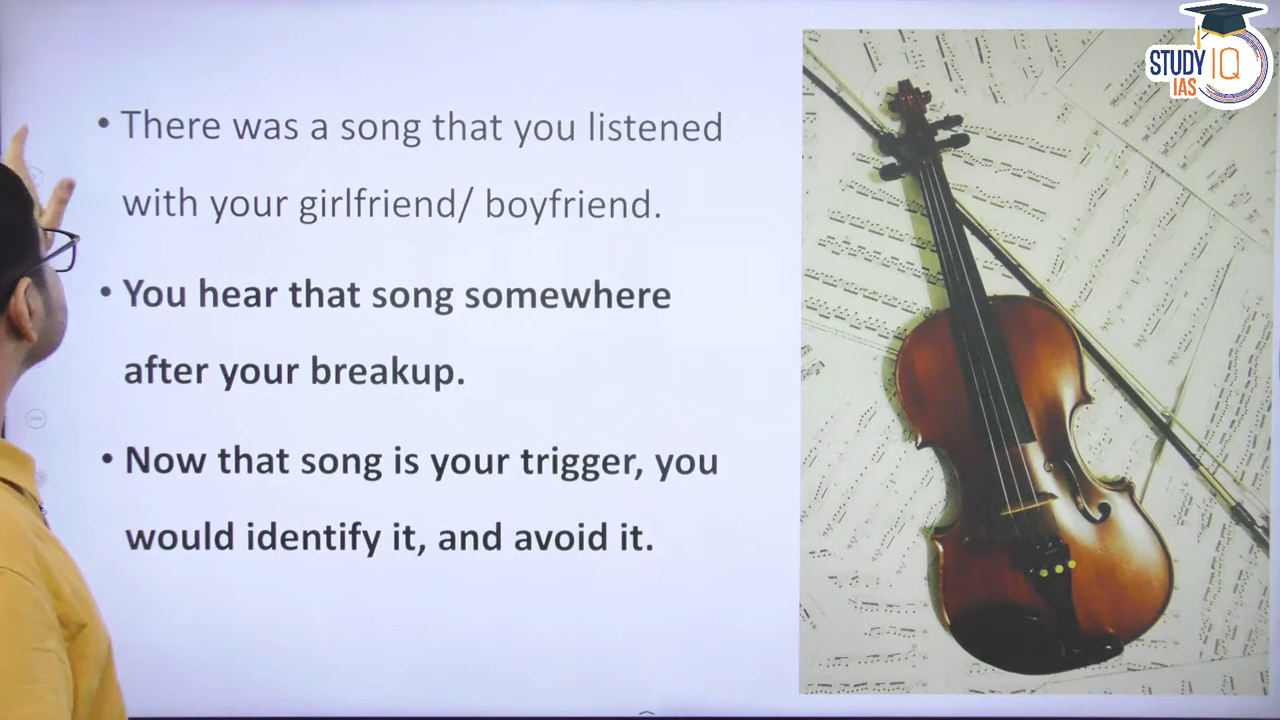 • There was a song that you listened
with your girlfriend/ boyfriend.
• You hear that song somewhere
after your breakup.
• Now that song is your trigger, you
would identify it, and avoid it.
STUDY IQ
IAS